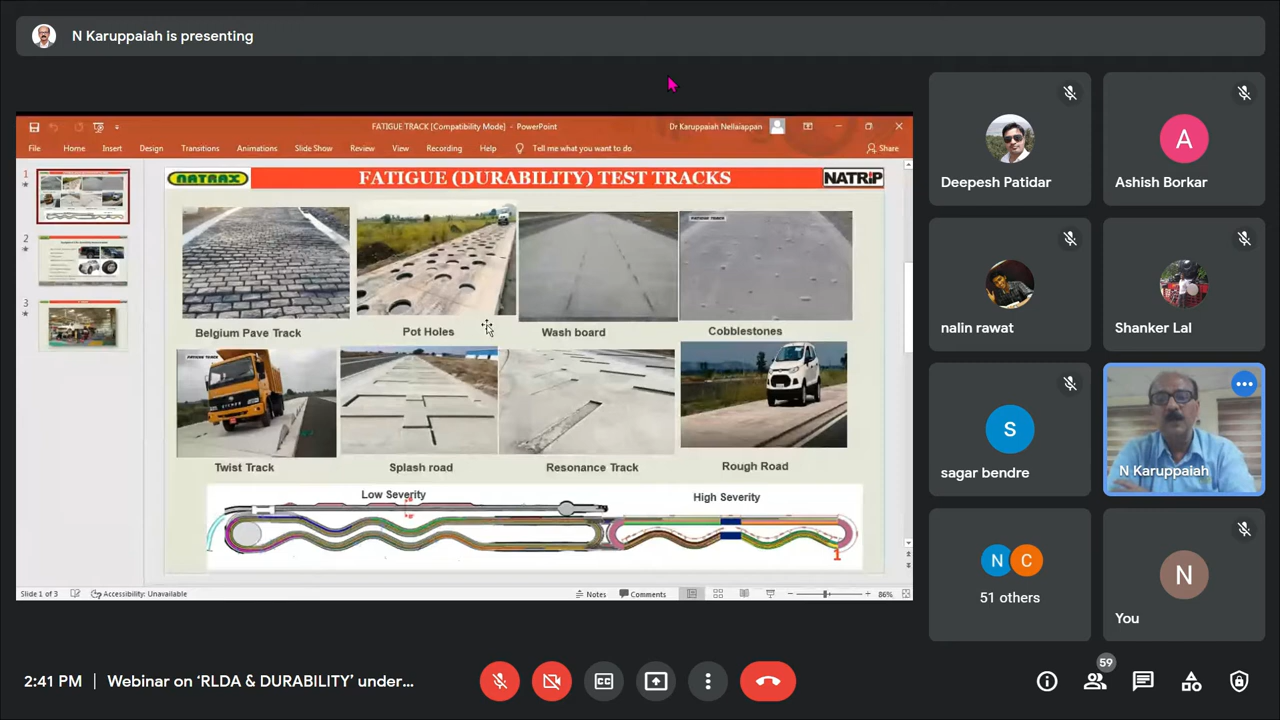 N Karuppaiah is presenting
FATIGUE TRACK [Compatibility Mode] - PowerPoint
Dr Karuppaiah Nellaiappan
File Home Insert Design Transitions Animations Slide Show Review View Recording Help Tell me what you want to do Share
1
2
3
NATRAX
FATIGUE (DURABILITY) TEST TRACKS
NATRiP
Belgium Pave Track
Pot Holes
Wash board
Cobblestones
Twist Track
Splash road
Resonance Track
Rough Road
Low Severity
High Severity
1
Slide 1 of 3 Accessibility: Unavailable Notes Comments 86%
Deepesh Patidar
A
Ashish Borkar
nalin rawat
Shanker Lal
S
sagar bendre
N Karuppaiah
N C
51 others
N
You
2:41 PM | Webinar on ‘RLDA & DURABILITY’ under...
59